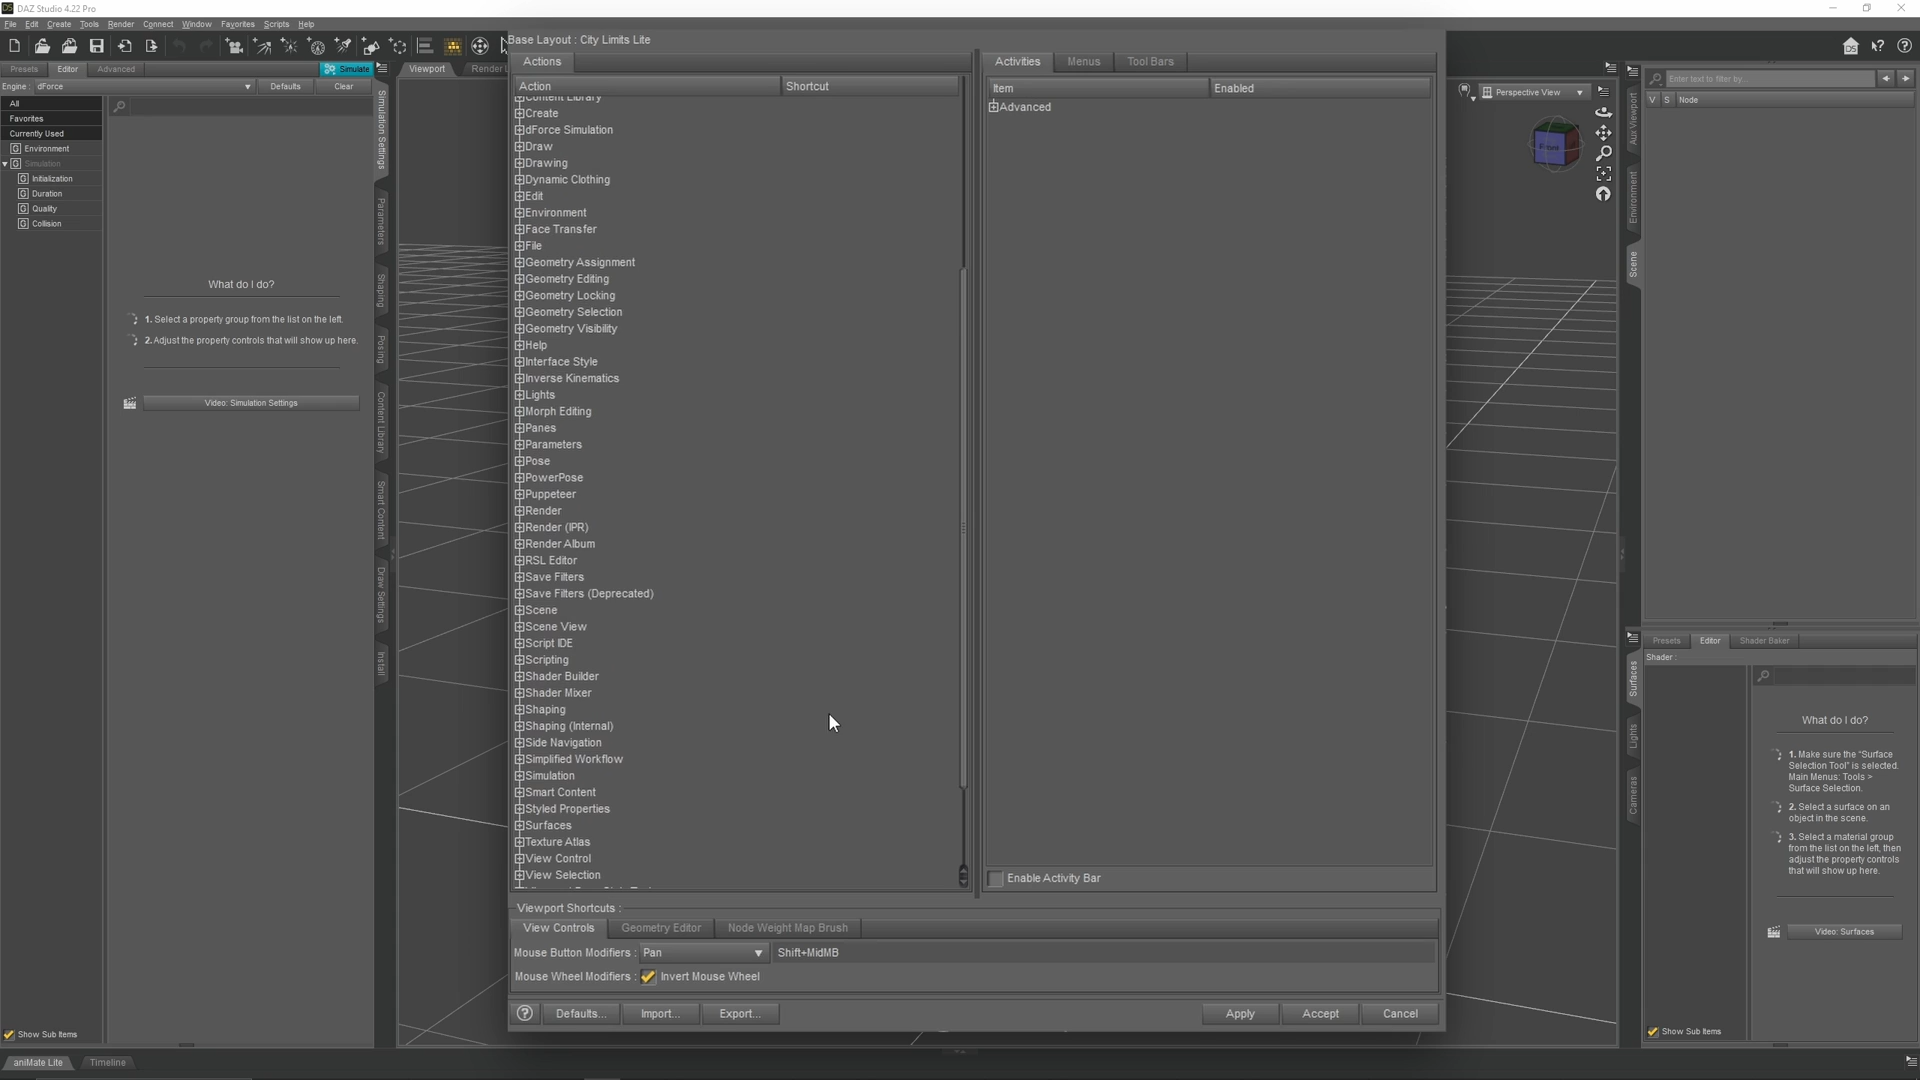 DAZ Studio 4.22 Pro
File Edit Create Tools Render Connect Window Favorites Scripts Help
Presets Editor Advanced Simulate
Engine : dForce Defaults Clear
All
Favorites
Currently Used
Environment
Simulation
Initialization
Duration
Quality
Collision
What do I do?
1. Select a property group from the list on the left.
2. Adjust the property controls that will show up here.
Video: Simulation Settings
Show Sub Items
aniMate Lite Timeline
Simulation Settings
Parameters
Shaping
Posing
Content Library
Smart Content
Draw Settings
Install
Viewport
Base Layout : City Limits Lite
Actions
Action Shortcut
Content Library
Create
dForce Simulation
Draw
Drawing
Dynamic Clothing
Edit
Environment
Face Transfer
File
Geometry Assignment
Geometry Editing
Geometry Locking
Geometry Selection
Geometry Visibility
Help
Interface Style
Inverse Kinematics
Lights
Morph Editing
Panes
Parameters
Pose
PowerPose
Puppeteer
Render
Render (IPR)
Render Album
RSL Editor
Save Filters
Save Filters (Deprecated)
Scene
Scene View
Script IDE
Scripting
Shader Builder
Shader Mixer
Shaping
Shaping (Internal)
Side Navigation
Simplified Workflow
Simulation
Smart Content
Styled Properties
Surfaces
Texture Atlas
View Control
View Selection
Activities Menus Tool Bars
Item Enabled
Advanced
Enable Activity Bar
Viewport Shortcuts :
View Controls Geometry Editor Node Weight Map Brush
Mouse Button Modifiers : Pan Shift+MidMB
Mouse Wheel Modifiers : Invert Mouse Wheel
Defaults... Import... Export... Apply Accept Cancel
Perspective View
Front
Aux Viewport
Environment
Scene
Enter text to filter by...
V S Node
Surfaces
Lights
Cameras
Presets Editor Shader Baker
Shader :
What do I do?
1. Make sure the "Surface
Selection Tool" is selected.
Main Menus: Tools >
Surface Selection.
2. Select a surface on an
object in the scene.
3. Select a material group
from the list on the left, then
adjust the property controls
that will show up here.
Video: Surfaces
Show Sub Items